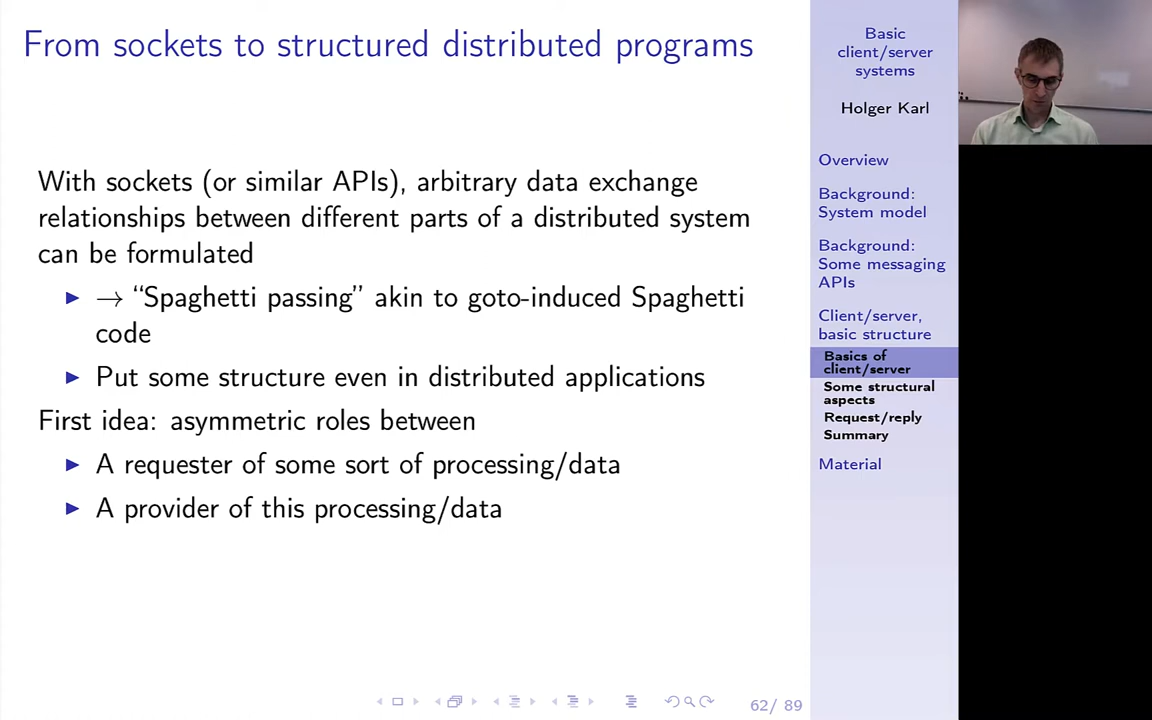 From sockets to structured distributed programs
With sockets (or similar APIs), arbitrary data exchange
relationships between different parts of a distributed system
can be formulated
→ “Spaghetti passing” akin to goto-induced Spaghetti
code
Put some structure even in distributed applications
First idea: asymmetric roles between
A requester of some sort of processing/data
A provider of this processing/data
62/ 89
Basic
client/server
systems
Holger Karl
Overview
Background:
System model
Background:
Some messaging
APIs
Client/server,
basic structure
Basics of
client/server
Some structural
aspects
Request/reply
Summary
Material